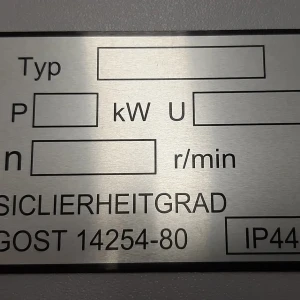 Typ
P kW U
n r/min
SICLIERHEITGRAD
GOST 14254-80 IP44